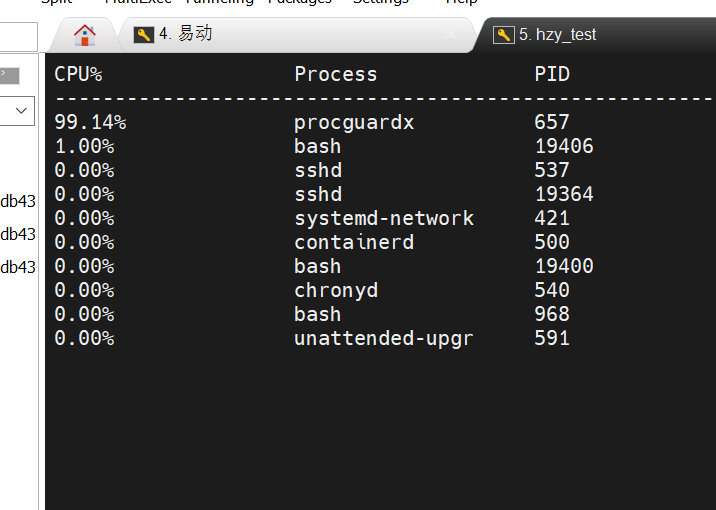 Split MultiExec Tunneling Packages Settings Help
4. 易动
5. hzy_test
CPU% Process PID
-------------------------------------------------------
99.14% procguardx 657
1.00% bash 19406
0.00% sshd 537
0.00% sshd 19364
0.00% systemd-network 421
0.00% containerd 500
0.00% bash 19400
0.00% chronyd 540
0.00% bash 968
0.00% unattended-upgr 591
db43
db43
db43